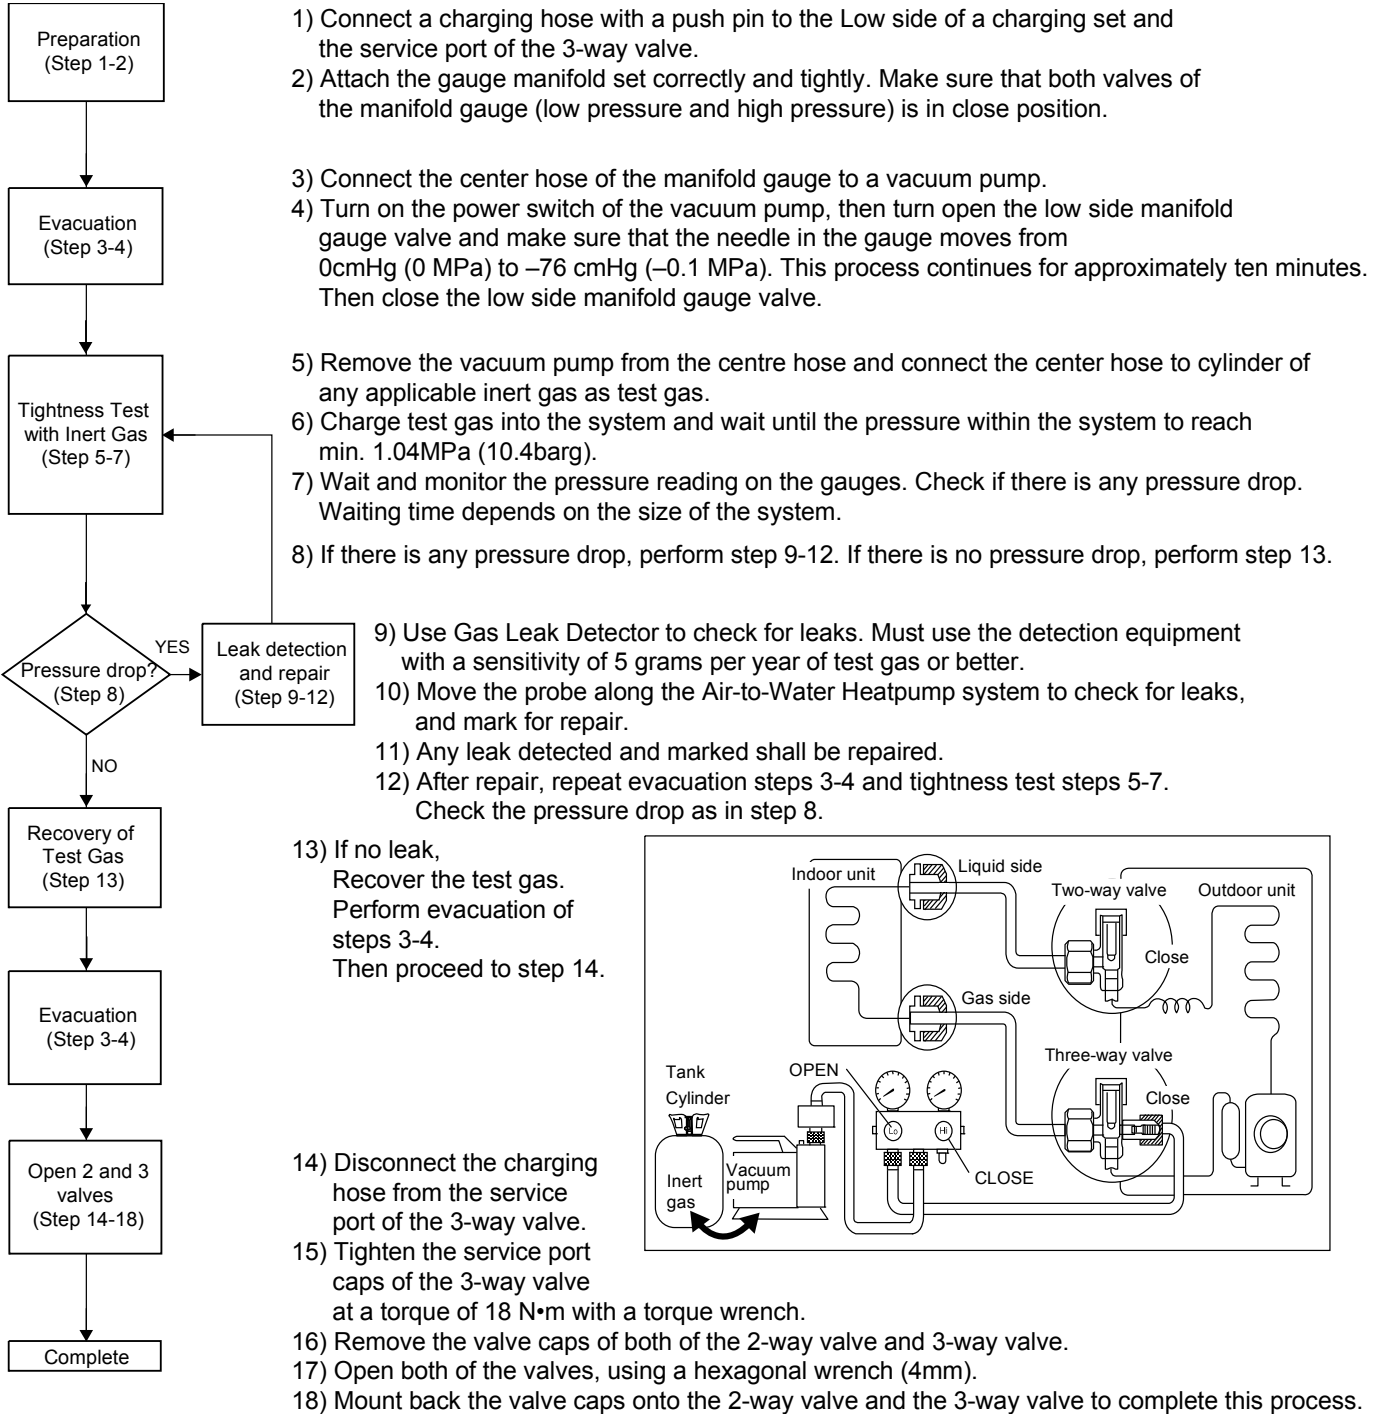 Preparation
(Step 1-2)
1) Connect a charging hose with a push pin to the Low side of a charging set and
the service port of the 3-way valve.
2) Attach the gauge manifold set correctly and tightly. Make sure that both valves of
the manifold gauge (low pressure and high pressure) is in close position.
Evacuation
(Step 3-4)
3) Connect the center hose of the manifold gauge to a vacuum pump.
4) Turn on the power switch of the vacuum pump, then turn open the low side manifold
gauge valve and make sure that the needle in the gauge moves from
0cmHg (0 MPa) to –76 cmHg (–0.1 MPa). This process continues for approximately ten minutes.
Then close the low side manifold gauge valve.
Tightness Test
with Inert Gas
(Step 5-7)
5) Remove the vacuum pump from the centre hose and connect the center hose to cylinder of
any applicable inert gas as test gas.
6) Charge test gas into the system and wait until the pressure within the system to reach
min. 1.04MPa (10.4barg).
7) Wait and monitor the pressure reading on the gauges. Check if there is any pressure drop.
Waiting time depends on the size of the system.
8) If there is any pressure drop, perform step 9-12. If there is no pressure drop, perform step 13.
Pressure drop?
(Step 8)
YES
NO
Leak detection
and repair
(Step 9-12)
9) Use Gas Leak Detector to check for leaks. Must use the detection equipment
with a sensitivity of 5 grams per year of test gas or better.
10) Move the probe along the Air-to-Water Heatpump system to check for leaks,
and mark for repair.
11) Any leak detected and marked shall be repaired.
12) After repair, repeat evacuation steps 3-4 and tightness test steps 5-7.
Check the pressure drop as in step 8.
Recovery of
Test Gas
(Step 13)
13) If no leak,
Recover the test gas.
Perform evacuation of
steps 3-4.
Then proceed to step 14.
Evacuation
(Step 3-4)
Indoor unit
Liquid side
Two-way valve
Outdoor unit
Close
Gas side
Three-way valve
Close
Tank
Cylinder
OPEN
Lo
Hi
CLOSE
Inert
gas
Vacuum
pump
Open 2 and 3
valves
(Step 14-18)
14) Disconnect the charging
hose from the service
port of the 3-way valve.
15) Tighten the service port
caps of the 3-way valve
at a torque of 18 N•m with a torque wrench.
16) Remove the valve caps of both of the 2-way valve and 3-way valve.
17) Open both of the valves, using a hexagonal wrench (4mm).
18) Mount back the valve caps onto the 2-way valve and the 3-way valve to complete this process.
Complete